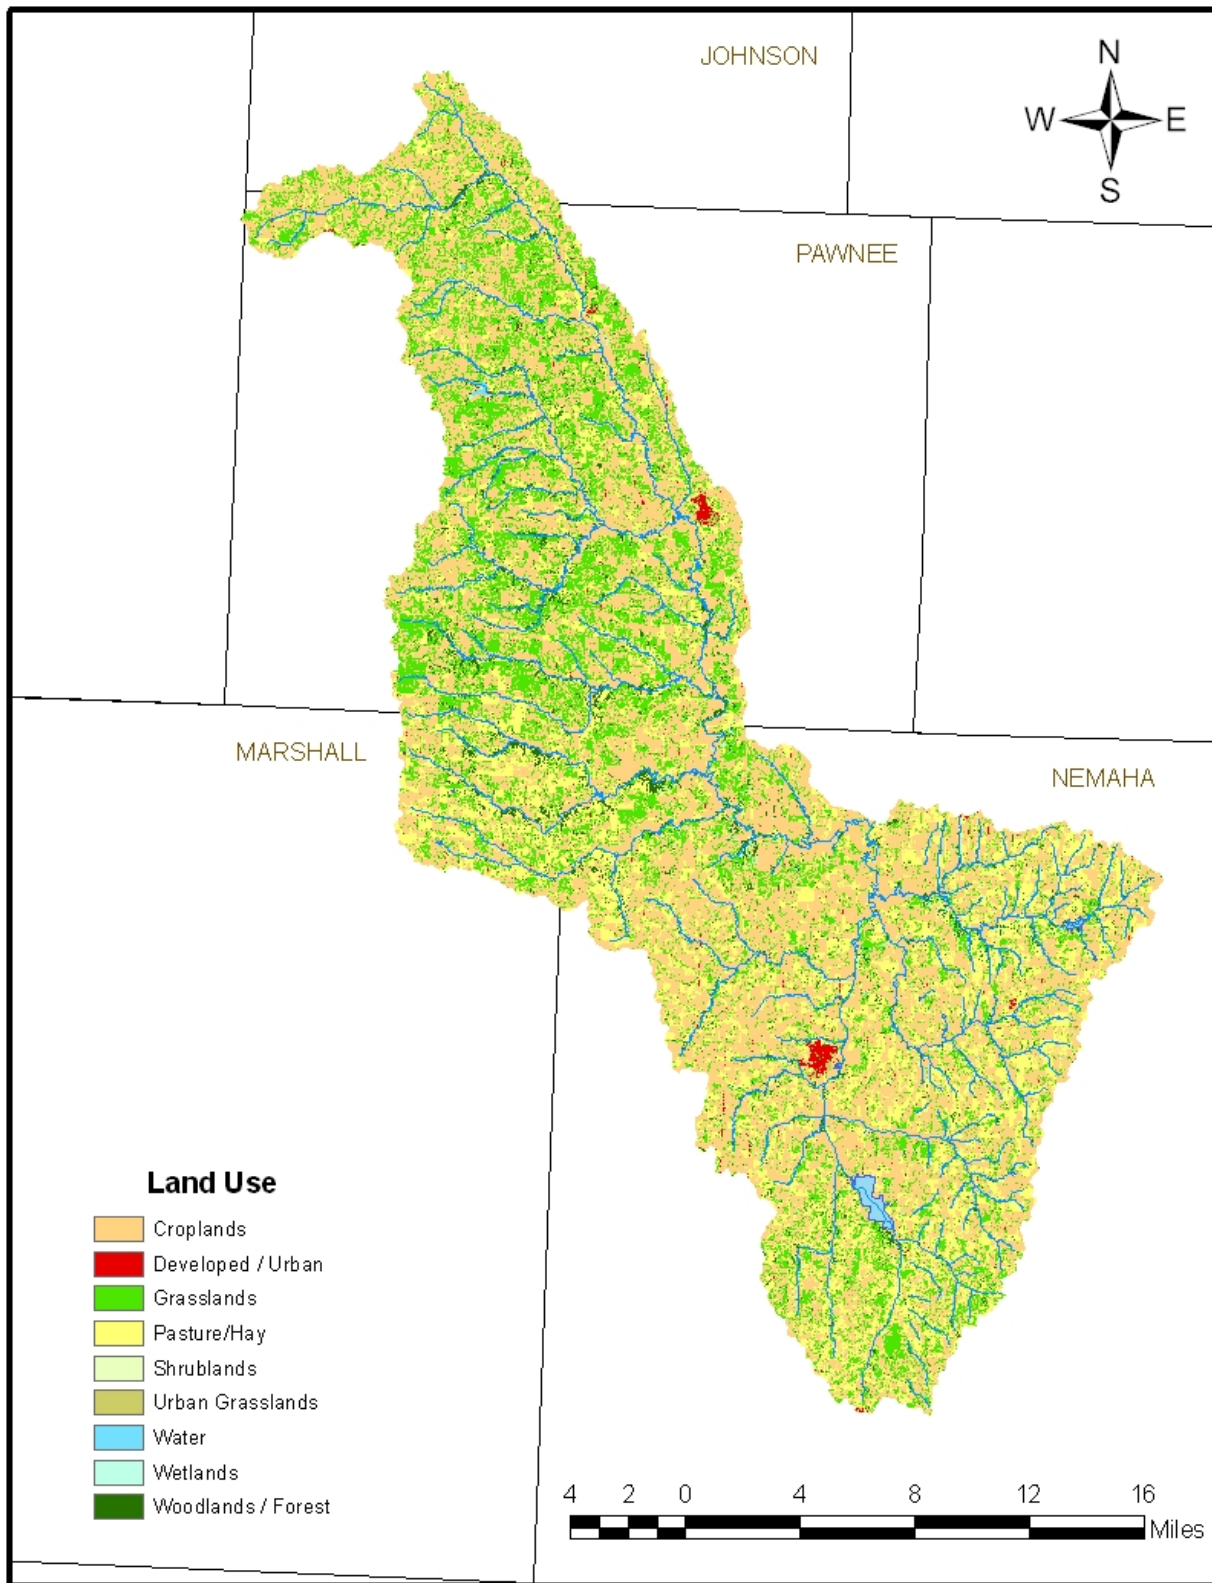 JOHNSON
N
W E
S
PAWNEE
MARSHALL
NEMAHA
Land Use
Croplands
Developed / Urban
Grasslands
Pasture/Hay
Shrublands
Urban Grasslands
Water
Wetlands
Woodlands / Forest
4 2 0 4 8 12 16
Miles